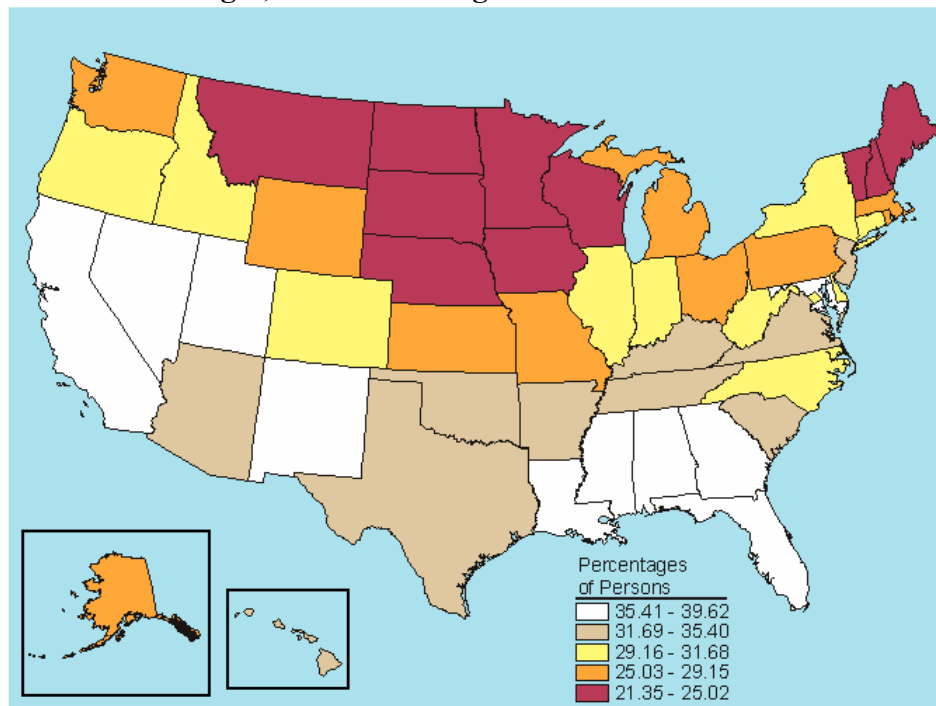 Percentages
of Persons
35.41 - 39.62
31.69 - 35.40
29.16 - 31.68
25.03 - 29.15
21.35 - 25.02